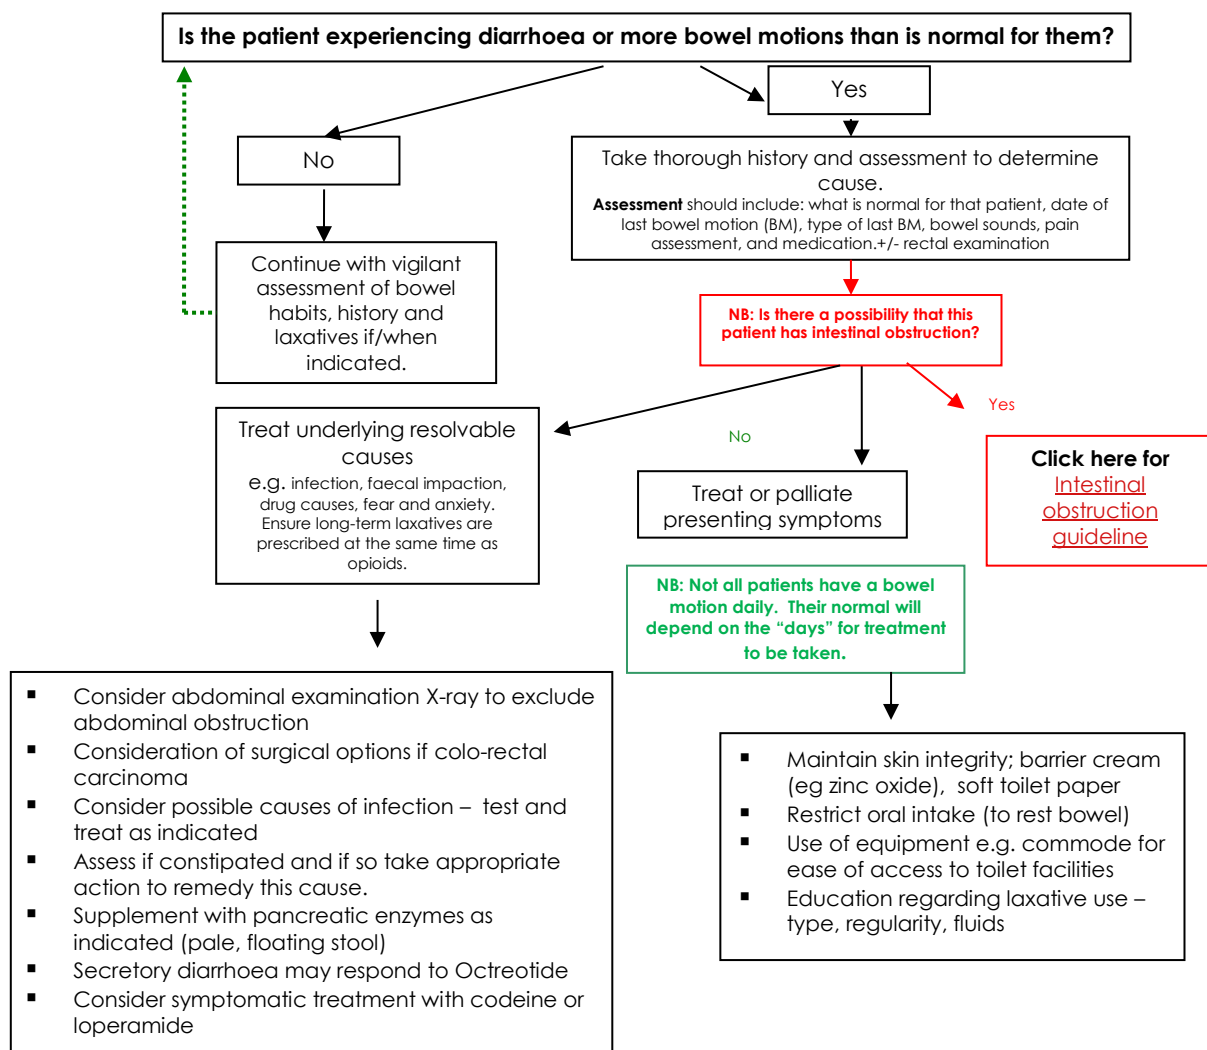 Is the patient experiencing diarrhoea or more bowel motions than is normal for them?
Yes
No
Take thorough history and assessment to determine
cause.
Assessment should include: what is normal for that patient, date of
last bowel motion (BM), type of last BM, bowel sounds, pain
assessment, and medication.+/- rectal examination
Continue with vigilant
assessment of bowel
habits, history and
laxatives if/when
indicated.
NB: Is there a possibility that this
patient has intestinal obstruction?
Yes
No
Treat underlying resolvable
causes
e.g. infection, faecal impaction,
drug causes, fear and anxiety.
Ensure long-term laxatives are
prescribed at the same time as
opioids.
Treat or palliate
presenting symptoms
Click here for
Intestinal
obstruction
guideline
NB: Not all patients have a bowel
motion daily.  Their normal will
depend on the “days” for treatment
to be taken.
▪ Consider abdominal examination X-ray to exclude
abdominal obstruction
▪ Consideration of surgical options if colo-rectal
carcinoma
▪ Consider possible causes of infection – test and
treat as indicated
▪ Assess if constipated and if so take appropriate
action to remedy this cause.
▪ Supplement with pancreatic enzymes as
indicated (pale, floating stool)
▪ Secretory diarrhoea may respond to Octreotide
▪ Consider symptomatic treatment with codeine or
loperamide
▪ Maintain skin integrity; barrier cream
(eg zinc oxide),  soft toilet paper
▪ Restrict oral intake (to rest bowel)
▪ Use of equipment e.g. commode for
ease of access to toilet facilities
▪ Education regarding laxative use –
type, regularity, fluids